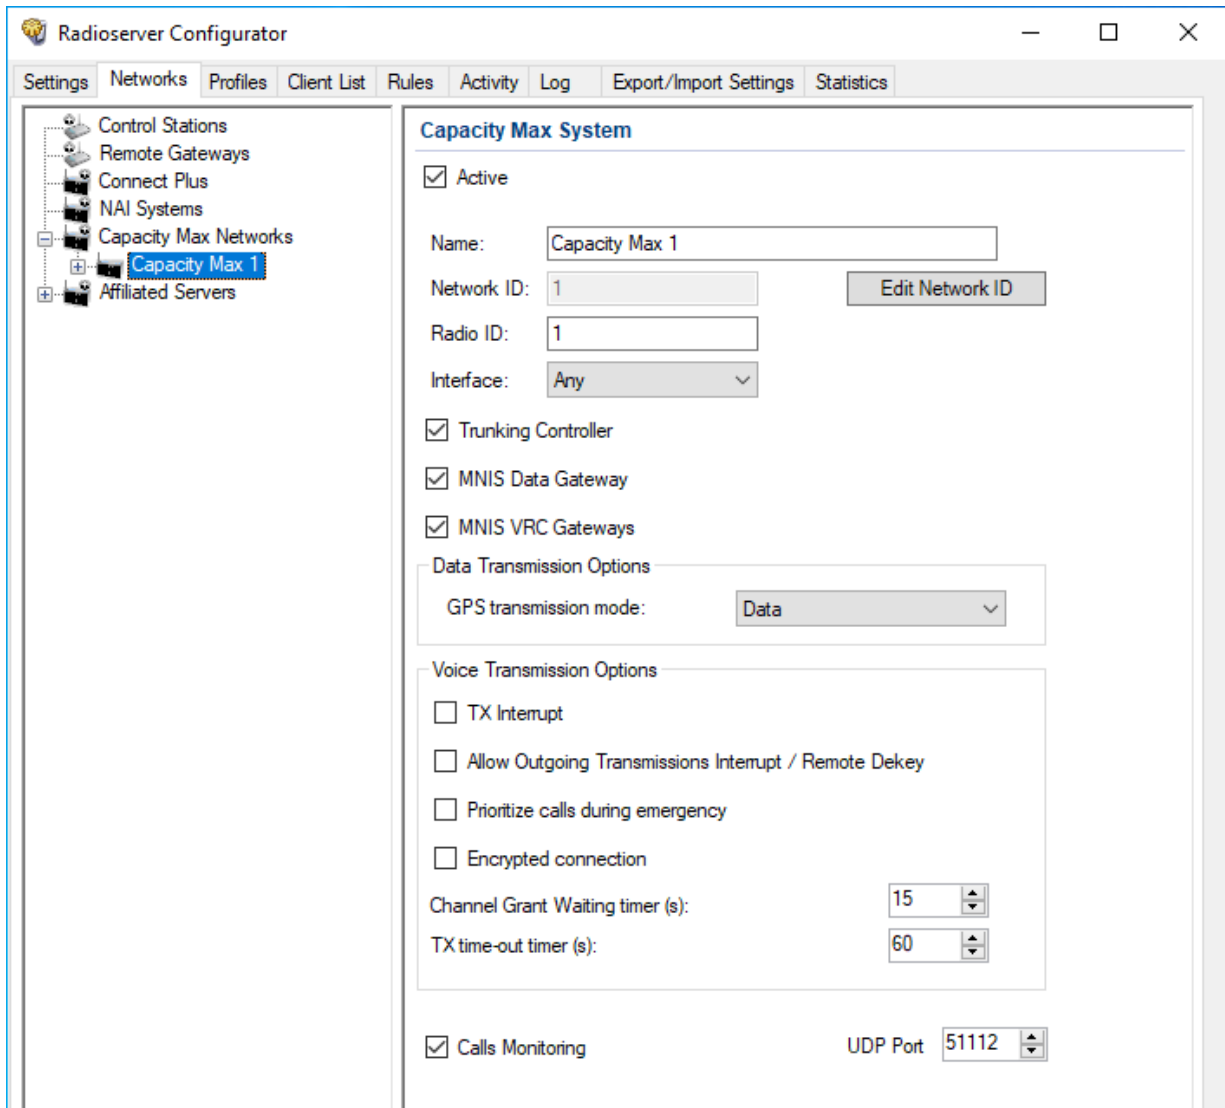 Radioserver Configurator
Settings Networks Profiles Client List Rules Activity Log Export/Import Settings Statistics
Control Stations
Remote Gateways
Connect Plus
NAI Systems
Capacity Max Networks
Capacity Max 1
Affiliated Servers
Capacity Max System
Active
Name: Capacity Max 1
Network ID: 1 Edit Network ID
Radio ID: 1
Interface: Any
Trunking Controller
MNIS Data Gateway
MNIS VRC Gateways
Data Transmission Options
GPS transmission mode: Data
Voice Transmission Options
TX Interrupt
Allow Outgoing Transmissions Interrupt / Remote Dekey
Prioritize calls during emergency
Encrypted connection
Channel Grant Waiting timer (s): 15
TX time-out timer (s): 60
Calls Monitoring UDP Port 51112